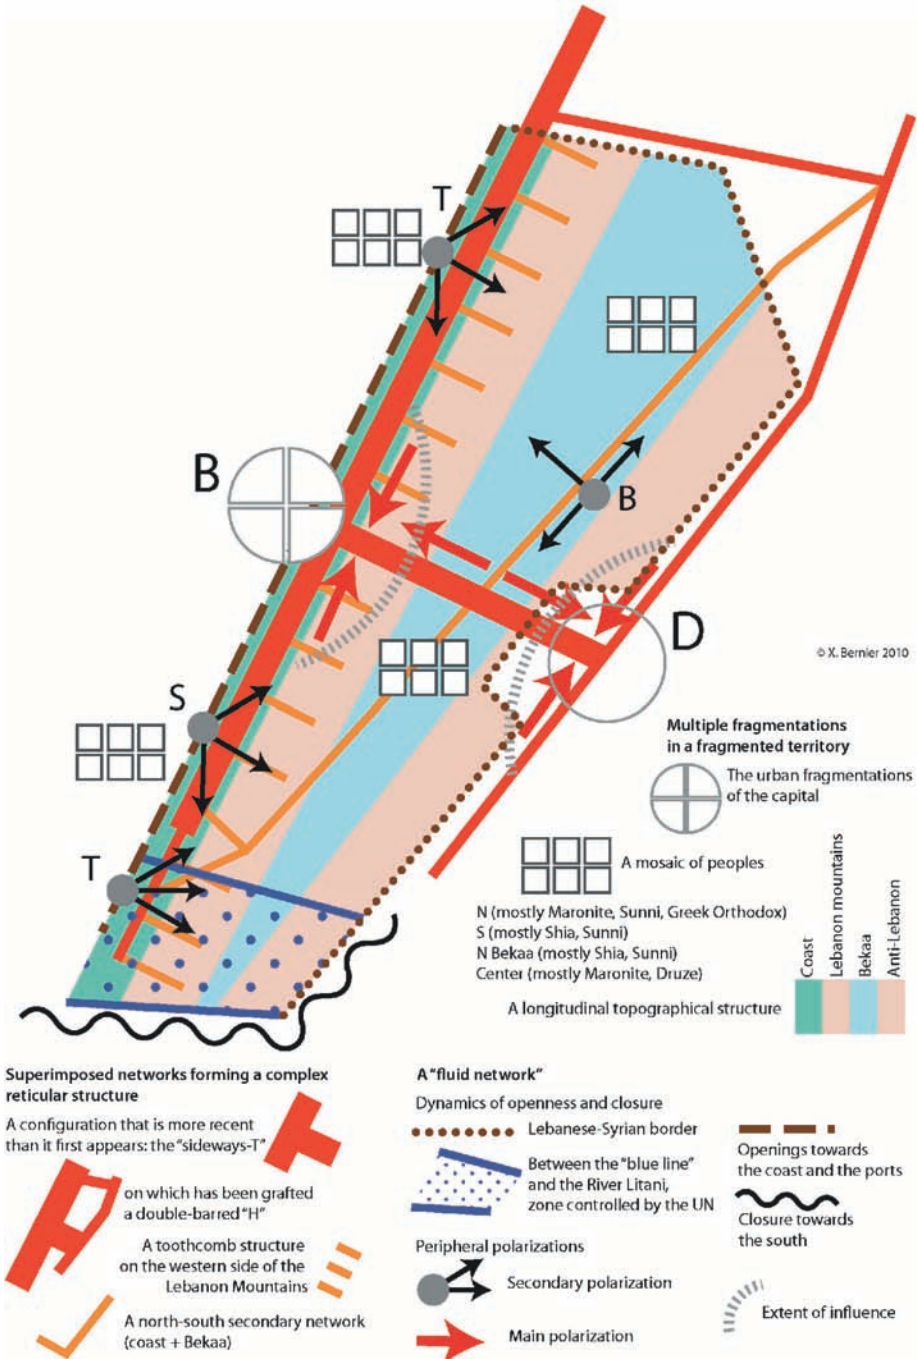 T
B
B
D
© X. Bernier 2010
S
T
Multiple fragmentations
in a fragmented territory
The urban fragmentations
of the capital
A mosaic of peoples
N (mostly Maronite, Sunni, Greek Orthodox)
S (mostly Shia, Sunni)
N Bekaa (mostly Shia, Sunni)
Center (mostly Maronite, Druze)
Coast
Lebanon mountains
Bekaa
Anti-Lebanon
A longitudinal topographical structure
Superimposed networks forming a complex
reticular structure
A configuration that is more recent
than it first appears: the "sideways-T"
on which has been grafted
a double-barred "H"
A toothcomb structure
on the western side of the
Lebanon Mountains
A north-south secondary network
(coast + Bekaa)
A "fluid network"
Dynamics of openness and closure
Lebanese-Syrian border
Between the "blue line"
and the River Litani,
zone controlled by the UN
Peripheral polarizations
Secondary polarization
Main polarization
Openings towards
the coast and the ports
Closure towards
the south
Extent of influence